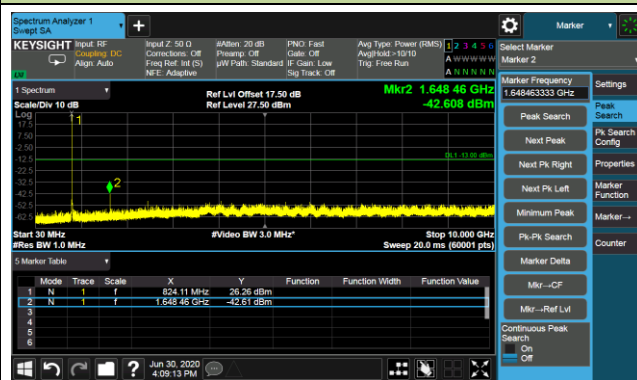 Spectrum Analyzer 1
Swept SA
+
Marker
KEYSIGHT Input: RF Input Z: 50 Ω #Atten: 20 dB PNO: Fast Avg Type: Power (RMS) 1 2 3 4 5 6
Coupling: DC Corrections: Off Preamp: Off Gate: Off Avg|Hold:>10/10 A W W W W W
Align: Auto Freq Ref: Int (S) µW Path: Standard IF Gain: Low Trig: Free Run A N N N N N
NFE: Adaptive Sig Track: Off
Select Marker
Marker 2
Marker Frequency
1.648463333 GHz
Settings
Peak Search
Next Peak
Next Pk Right
Next Pk Left
Minimum Peak
Pk-Pk Search
Marker Delta
Mkr→CF
Mkr→Ref Lvl
Continuous Peak Search
On
Off
Peak Search
Pk Search Config
Properties
Marker Function
Marker→
Counter
1 Spectrum
Ref Lvl Offset 17.50 dB
Mkr2 1.648 46 GHz
Scale/Div 10 dB
Ref Level 27.50 dBm
-42.608 dBm
Log
17.5
7.50
-2.50
-12.5
-22.5
-32.5
-42.5
-52.5
-62.5
1
2
DL1 -13.00 dBm
Start 30 MHz #Video BW 3.0 MHz* Stop 10.000 GHz
#Res BW 1.0 MHz Sweep 20.0 ms (60001 pts)
5 Marker Table
Mode Trace Scale X Y Function Function Width Function Value
1 N 1 f 824.11 MHz 26.26 dBm
2 N 1 f 1.648 46 GHz -42.61 dBm
3
4
5
6
?
Jun 30, 2020
4:09:13 PM